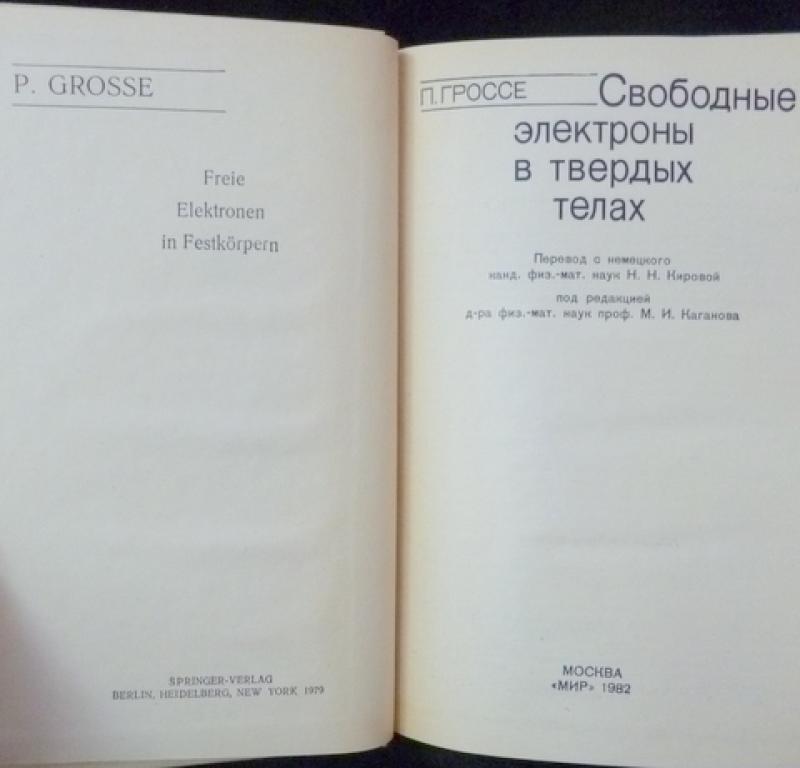 P. GROSSE
Freie
Elektronen
in Festkörpern
SPRINGER-VERLAG
BERLIN, HEIDELBERG, NEW YORK 1979
П. ГРОССЕ
Свободные
электроны
в твердых
телах
Перевод с немецкого
канд. физ.-мат. наук Н. Н. Кировой
под редакцией
д-ра физ.-мат. наук проф. М. И. Каганова
МОСКВА
«МИР» 1982